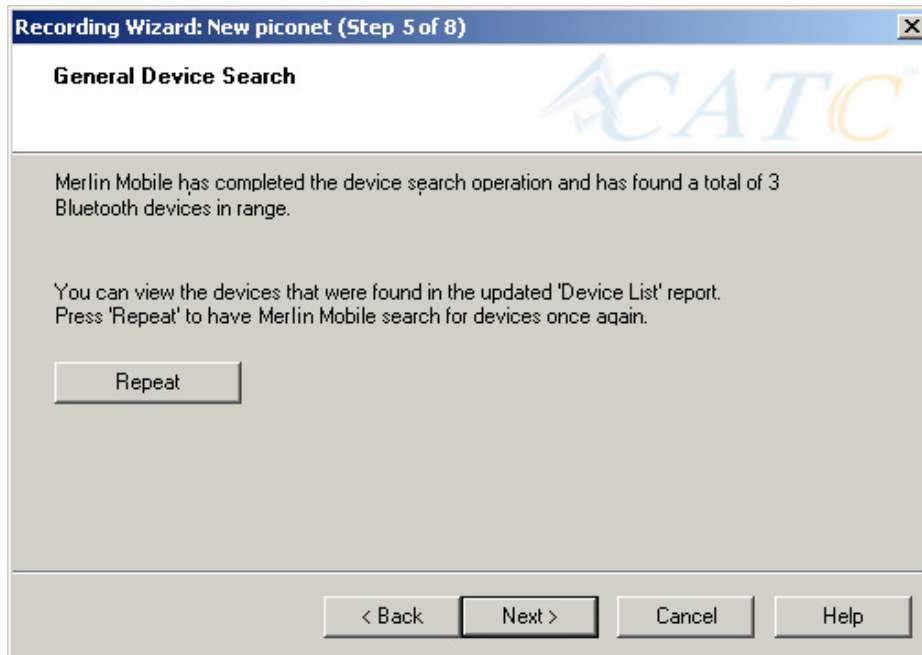 Recording Wizard: New piconet (Step 5 of 8)
General Device Search
CATC
Merlin Mobile has completed the device search operation and has found a total of 3
Bluetooth devices in range.
You can view the devices that were found in the updated 'Device List' report.
Press 'Repeat' to have Merlin Mobile search for devices once again.
Repeat
< Back Next > Cancel Help